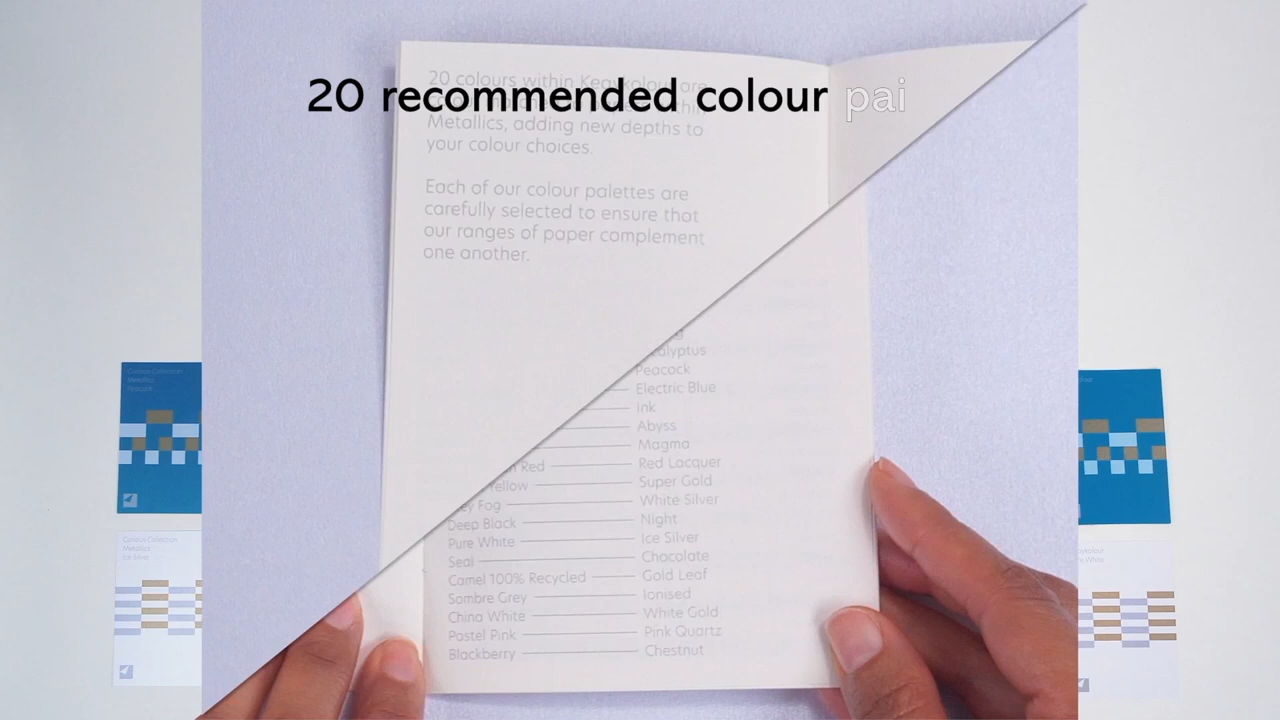 20 recommended colour pai
20 colours within Keaykolour are
Metallics, adding new depths to
your colour choices.
Each of our colour palettes are
carefully selected to ensure that
our ranges of paper complement
one another.
Peacock
Electric Blue
Ink
Abyss
Magma
Red Red Lacquer
Super Gold
Fog White Silver
Deep Black Night
Pure White Ice Silver
Seal Chocolate
Camel 100% Recycled Gold Leaf
Sombre Grey Ionised
China White White Gold
Pastel Pink Pink Quartz
Blackberry Chestnut
Curious Collection
Metallics
Peacock
Curious Collection
Metallics
Ice Silver
White